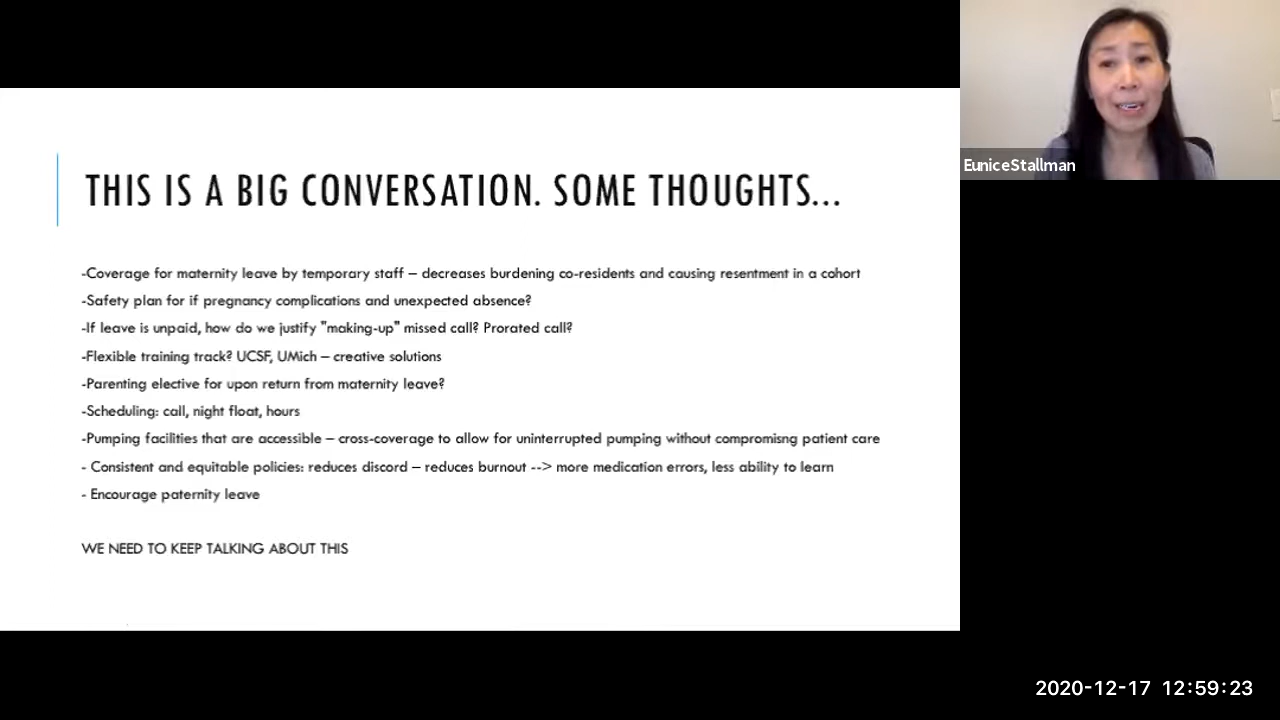 THIS IS A BIG CONVERSATION. SOME THOUGHTS...
-Coverage for maternity leave by temporary staff – decreases burdening co-residents and causing resentment in a cohort
-Safety plan for if pregnancy complications and unexpected absence?
-If leave is unpaid, how do we justify "making-up" missed call? Prorated call?
-Flexible training track? UCSF, UMich – creative solutions
-Parenting elective for upon return from maternity leave?
-Scheduling: call, night float, hours
-Pumping facilities that are accessible – cross-coverage to allow for uninterrupted pumping without compromisng patient care
- Consistent and equitable policies: reduces discord – reduces burnout --> more medication errors, less ability to learn
- Encourage paternity leave
WE NEED TO KEEP TALKING ABOUT THIS
EuniceStallman
2020-12-17 12:59:23